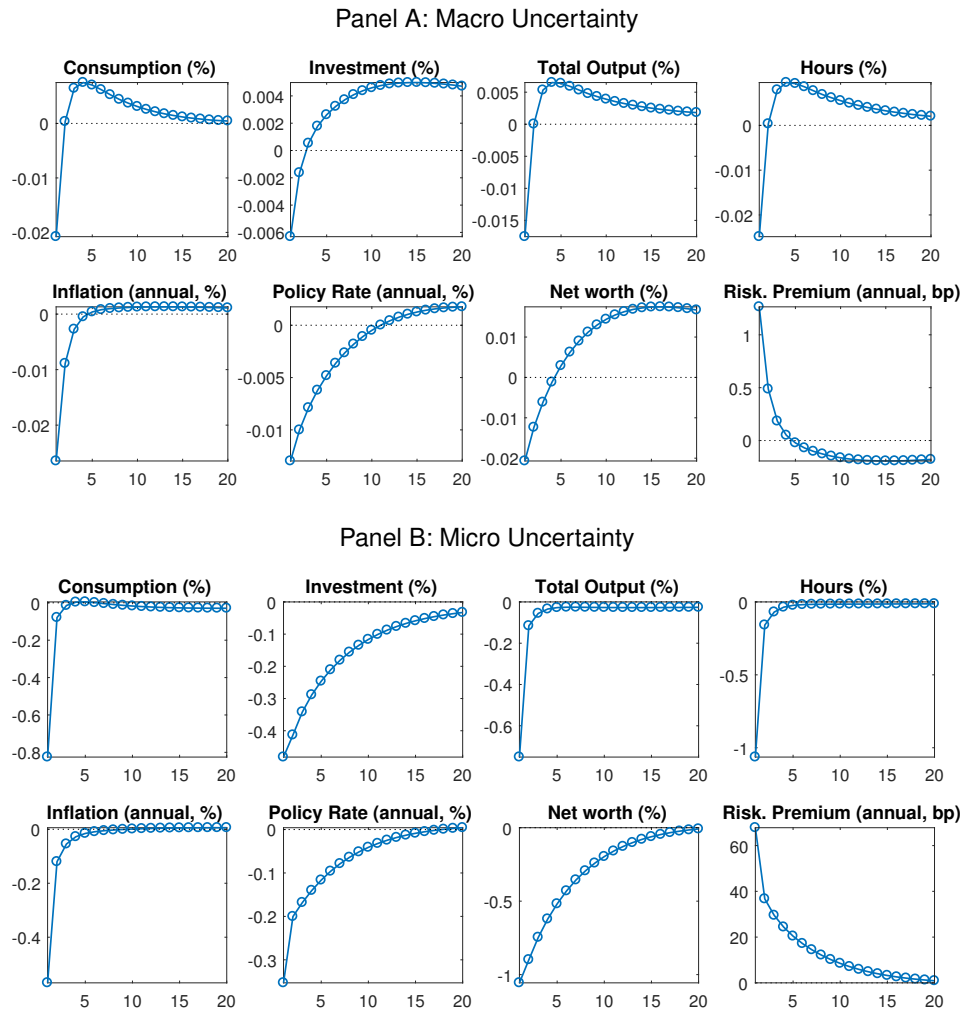 Panel A: Macro Uncertainty
Consumption (%) Investment (%) Total Output (%) Hours (%)
0 -0.01 -0.02 5 10 15 20
0.004 0.002 0 -0.002 -0.004 -0.006 5 10 15 20
0.005 0 -0.005 -0.01 -0.015 5 10 15 20
0 -0.01 -0.02 5 10 15 20
Inflation (annual, %) Policy Rate (annual, %) Net worth (%) Risk. Premium (annual, bp)
0 -0.01 -0.02 5 10 15 20
0 -0.005 -0.01 5 10 15 20
0.01 0 -0.01 -0.02 5 10 15 20
1 0.5 0 5 10 15 20
Panel B: Micro Uncertainty
Consumption (%) Investment (%) Total Output (%) Hours (%)
0 -0.2 -0.4 -0.6 -0.8 5 10 15 20
0 -0.1 -0.2 -0.3 -0.4 5 10 15 20
0 -0.2 -0.4 -0.6 5 10 15 20
0 -0.5 -1 5 10 15 20
Inflation (annual, %) Policy Rate (annual, %) Net worth (%) Risk. Premium (annual, bp)
0 -0.2 -0.4 5 10 15 20
0 -0.1 -0.2 -0.3 5 10 15 20
0 -0.5 -1 5 10 15 20
60 40 20 0 5 10 15 20